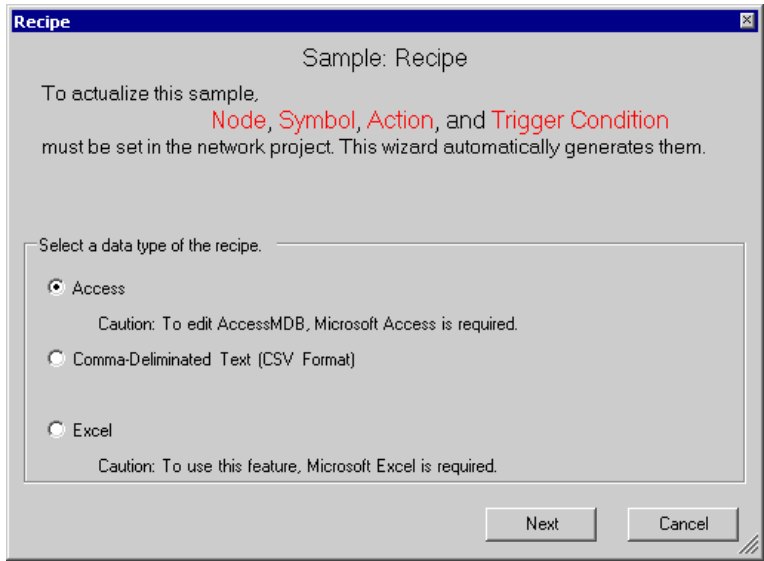 Recipe
Sample: Recipe
To actualize this sample,
Node, Symbol, Action, and Trigger Condition
must be set in the network project. This wizard automatically generates them.
Select a data type of the recipe.
Access
Caution: To edit AccessMDB, Microsoft Access is required.
Comma-Deliminated Text (CSV Format)
Excel
Caution: To use this feature, Microsoft Excel is required.
Next Cancel